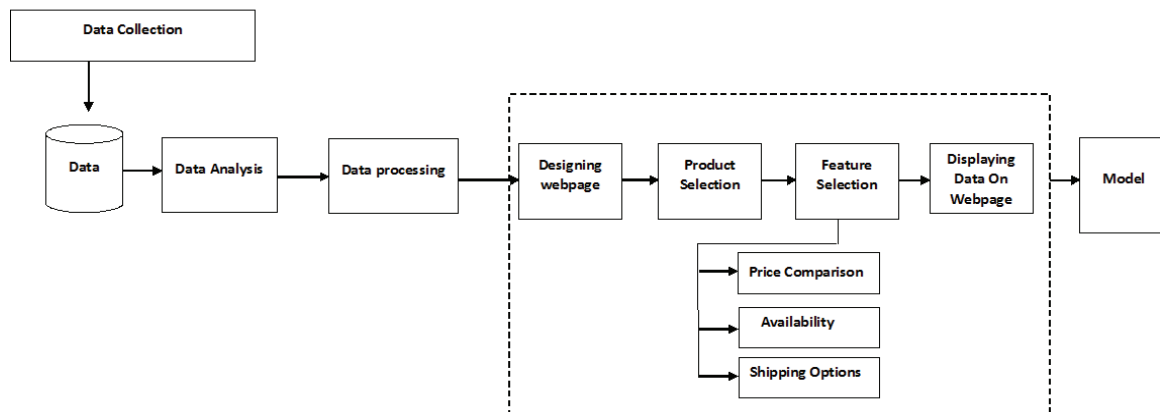 Data Collection
Data
Data Analysis
Data processing
Designing
webpage
Product
Selection
Feature
Selection
Displaying
Data On
Webpage
Model
Price Comparison
Availability
Shipping Options